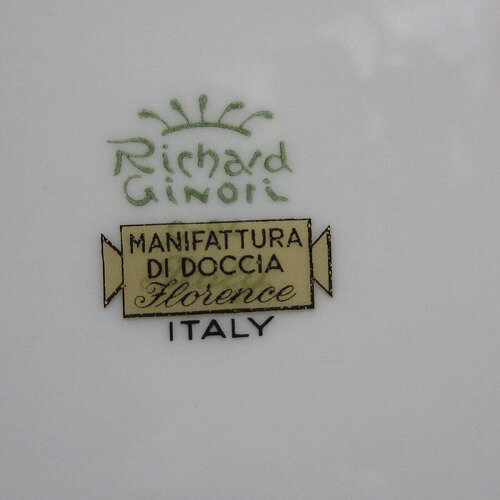 Richard
Ginori
MANIFATTURA
DI DOCCIA
Florence
ITALY